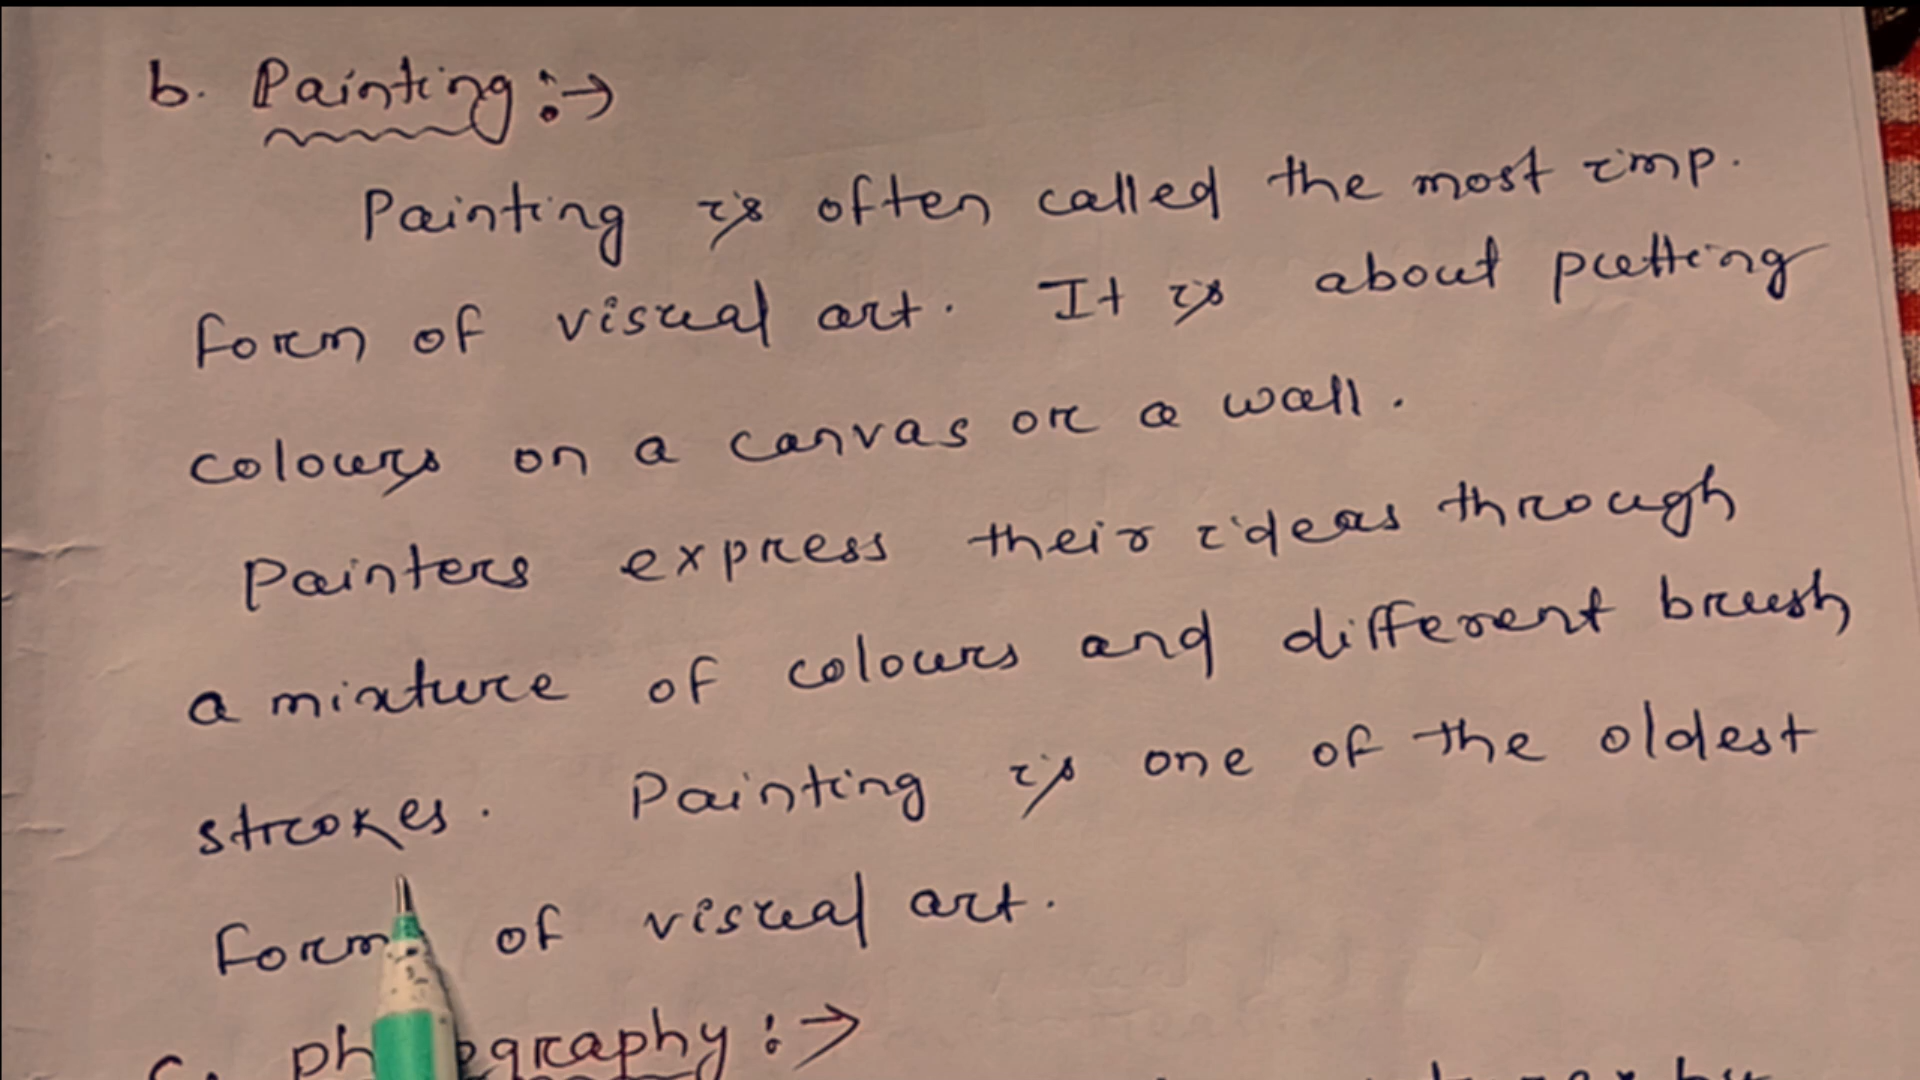 b. Painting :→
Painting is often called the most imp.
form of visual art. It is about putting
colours on a canvas or a wall.
Painters express their ideas through
a mixture of colours and different brush
strokes. Painting is one of the oldest
form of visual art.
c. photography :→